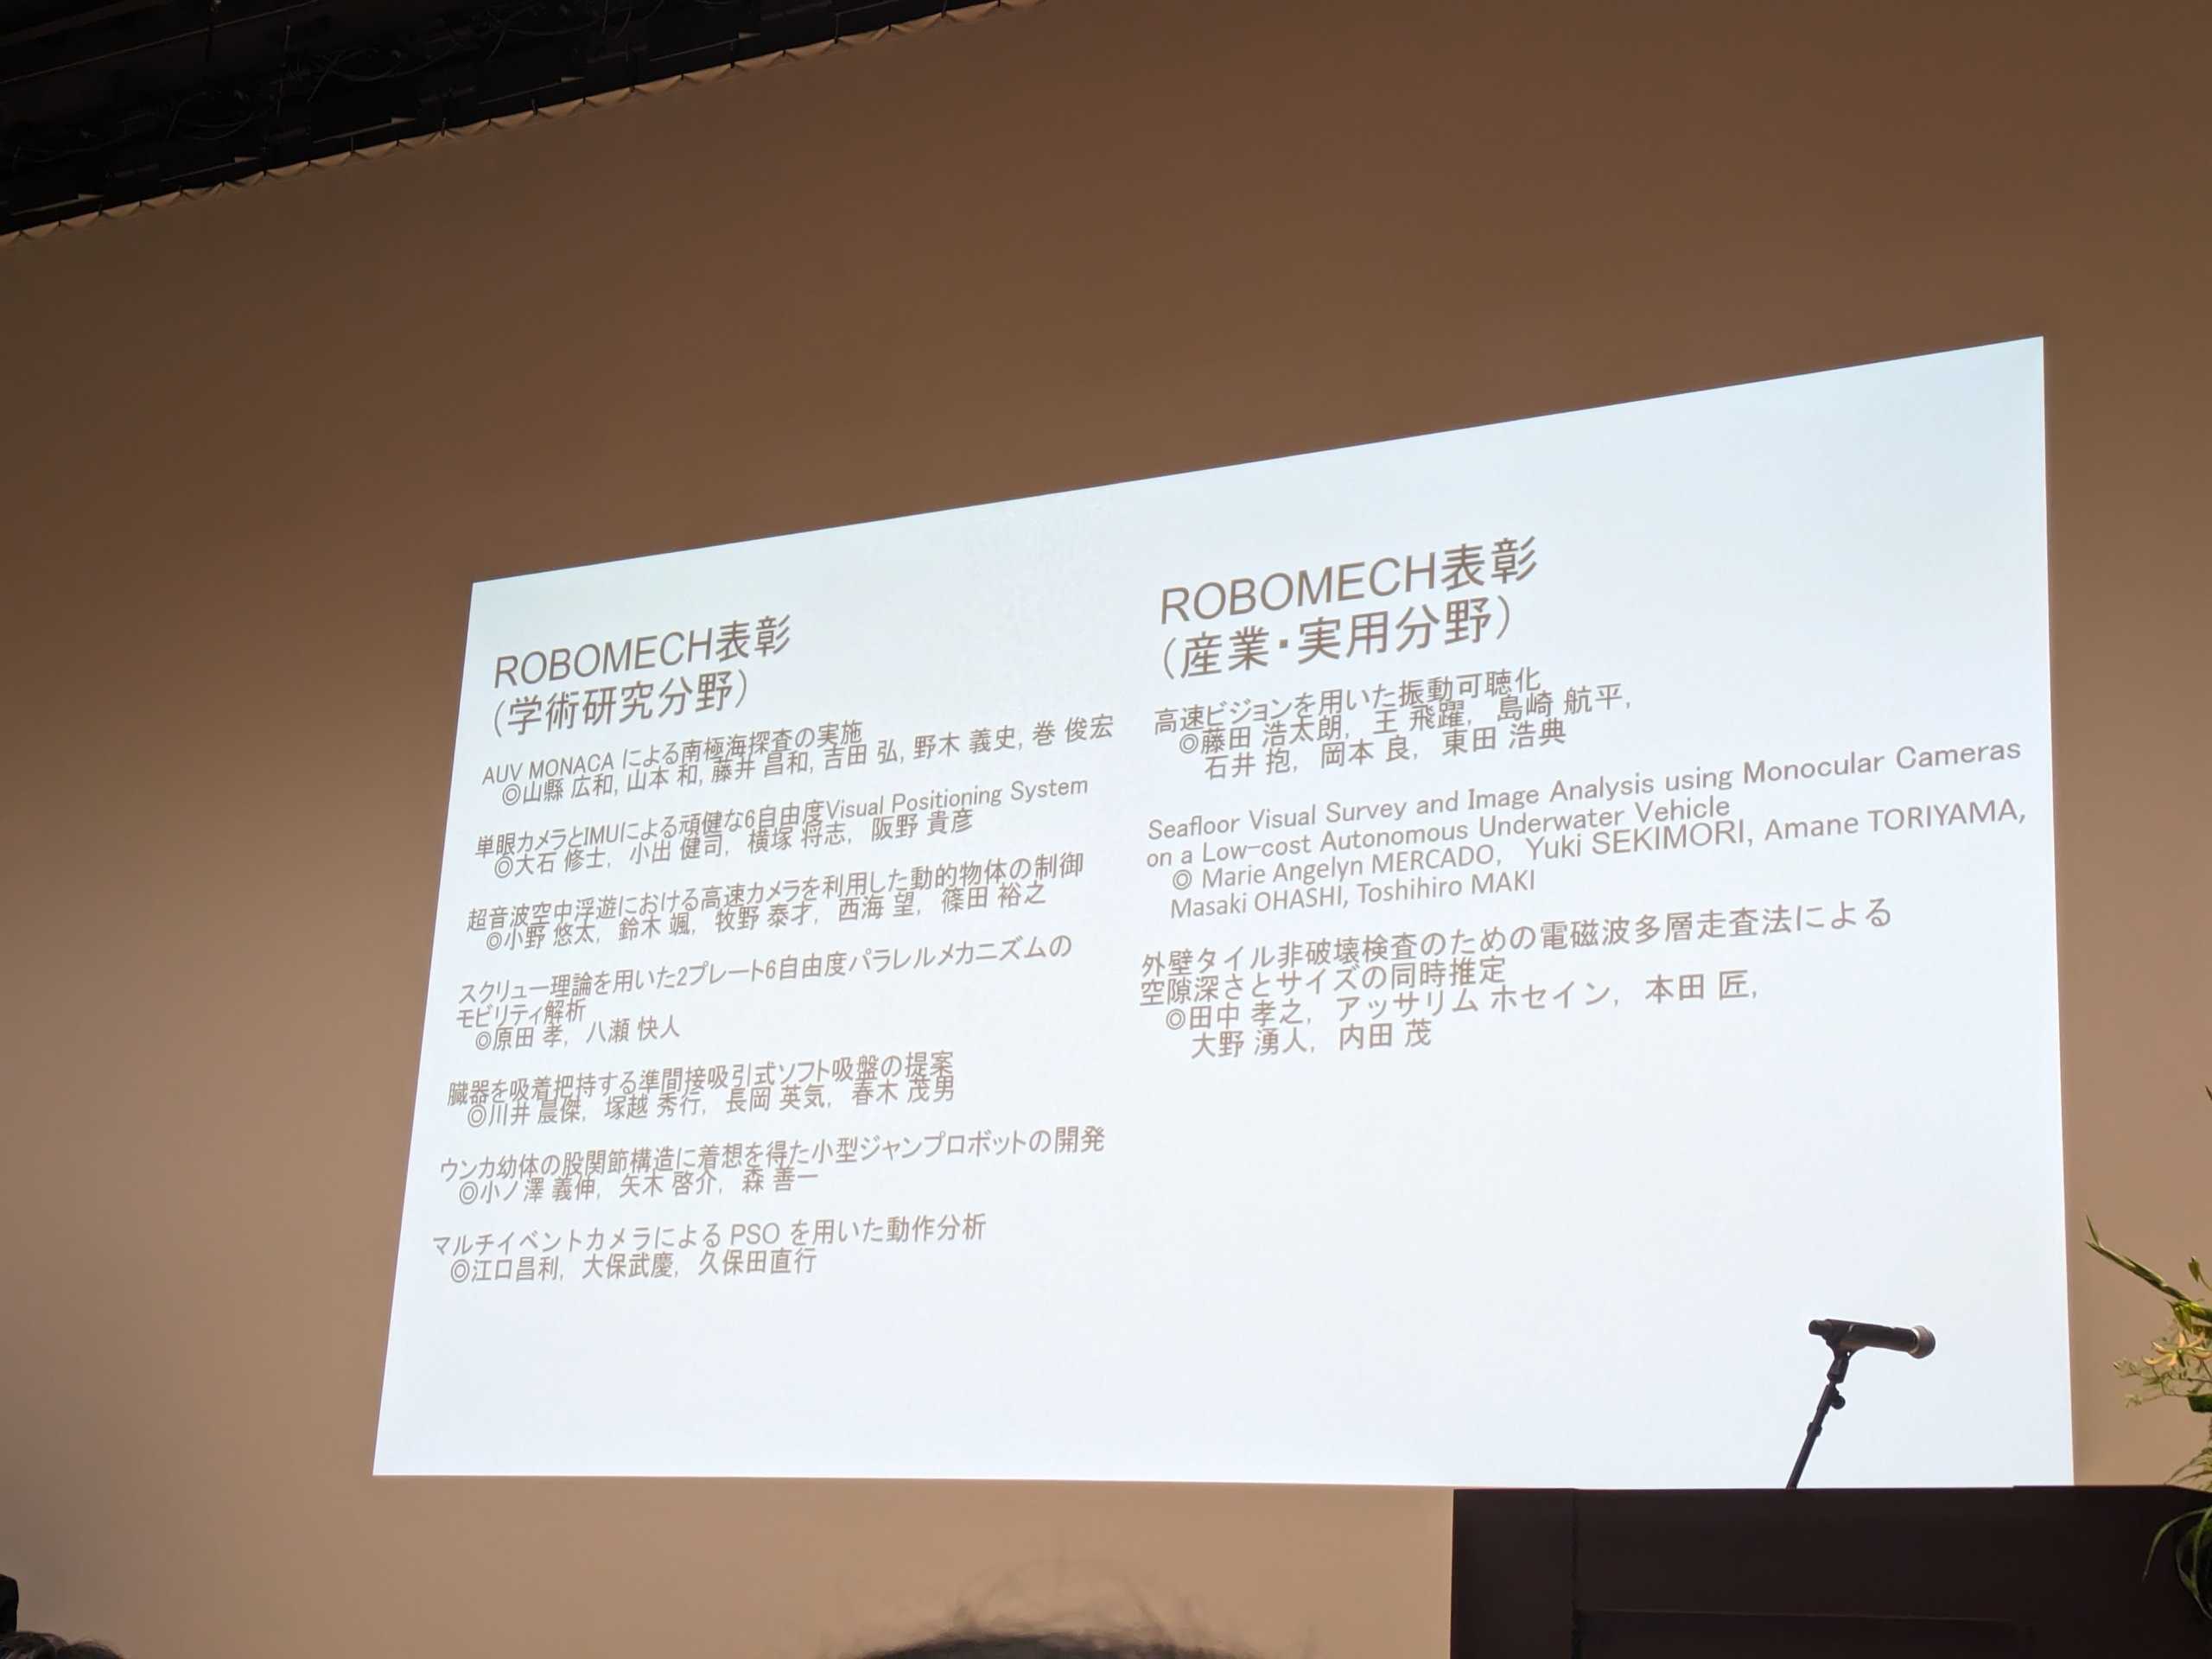 ROBOMECH表彰
(学術研究分野)
AUV MONACA による南極海探査の実施
◎山縣 広和, 山本 和, 藤井 昌和, 吉田 弘, 野木 義史, 巻 俊宏
単眼カメラとIMUによる頑健な6自由度Visual Positioning System
◎大石 修士, 小出 健司, 横塚 将志, 阪野 貴彦
超音波空中浮遊における高速カメラを利用した動的物体の制御
◎小野 悠太, 鈴木 颯, 牧野 泰才, 西海 望, 篠田 裕之
スクリュー理論を用いた2プレート6自由度パラレルメカニズムの
モビリティ解析
◎原田 孝, 八瀬 快人
臓器を吸着把持する準間接吸引式ソフト吸盤の提案
◎川井 晨傑, 塚越 秀行, 長岡 英気, 春木 茂男
ウンカ幼体の股関節構造に着想を得た小型ジャンプロボットの開発
◎小ノ澤 義伸, 矢木 啓介, 森 善一
マルチイベントカメラによる PSO を用いた動作分析
◎江口昌利, 大保武慶, 久保田直行
ROBOMECH表彰
(産業・実用分野)
高速ビジョンを用いた振動可聴化
◎藤田 浩太朗, 王 飛躍, 島崎 航平,
石井 抱, 岡本 良, 東田 浩典
Seafloor Visual Survey and Image Analysis using Monocular Cameras
on a Low-cost Autonomous Underwater Vehicle
◎ Marie Angelyn MERCADO, Yuki SEKIMORI, Amane TORIYAMA,
Masaki OHASHI, Toshihiro MAKI
外壁タイル非破壊検査のための電磁波多層走査法による
空隙深さとサイズの同時推定
◎田中 孝之, アッサリム ホセイン, 本田 匠,
大野 湧人, 内田 茂